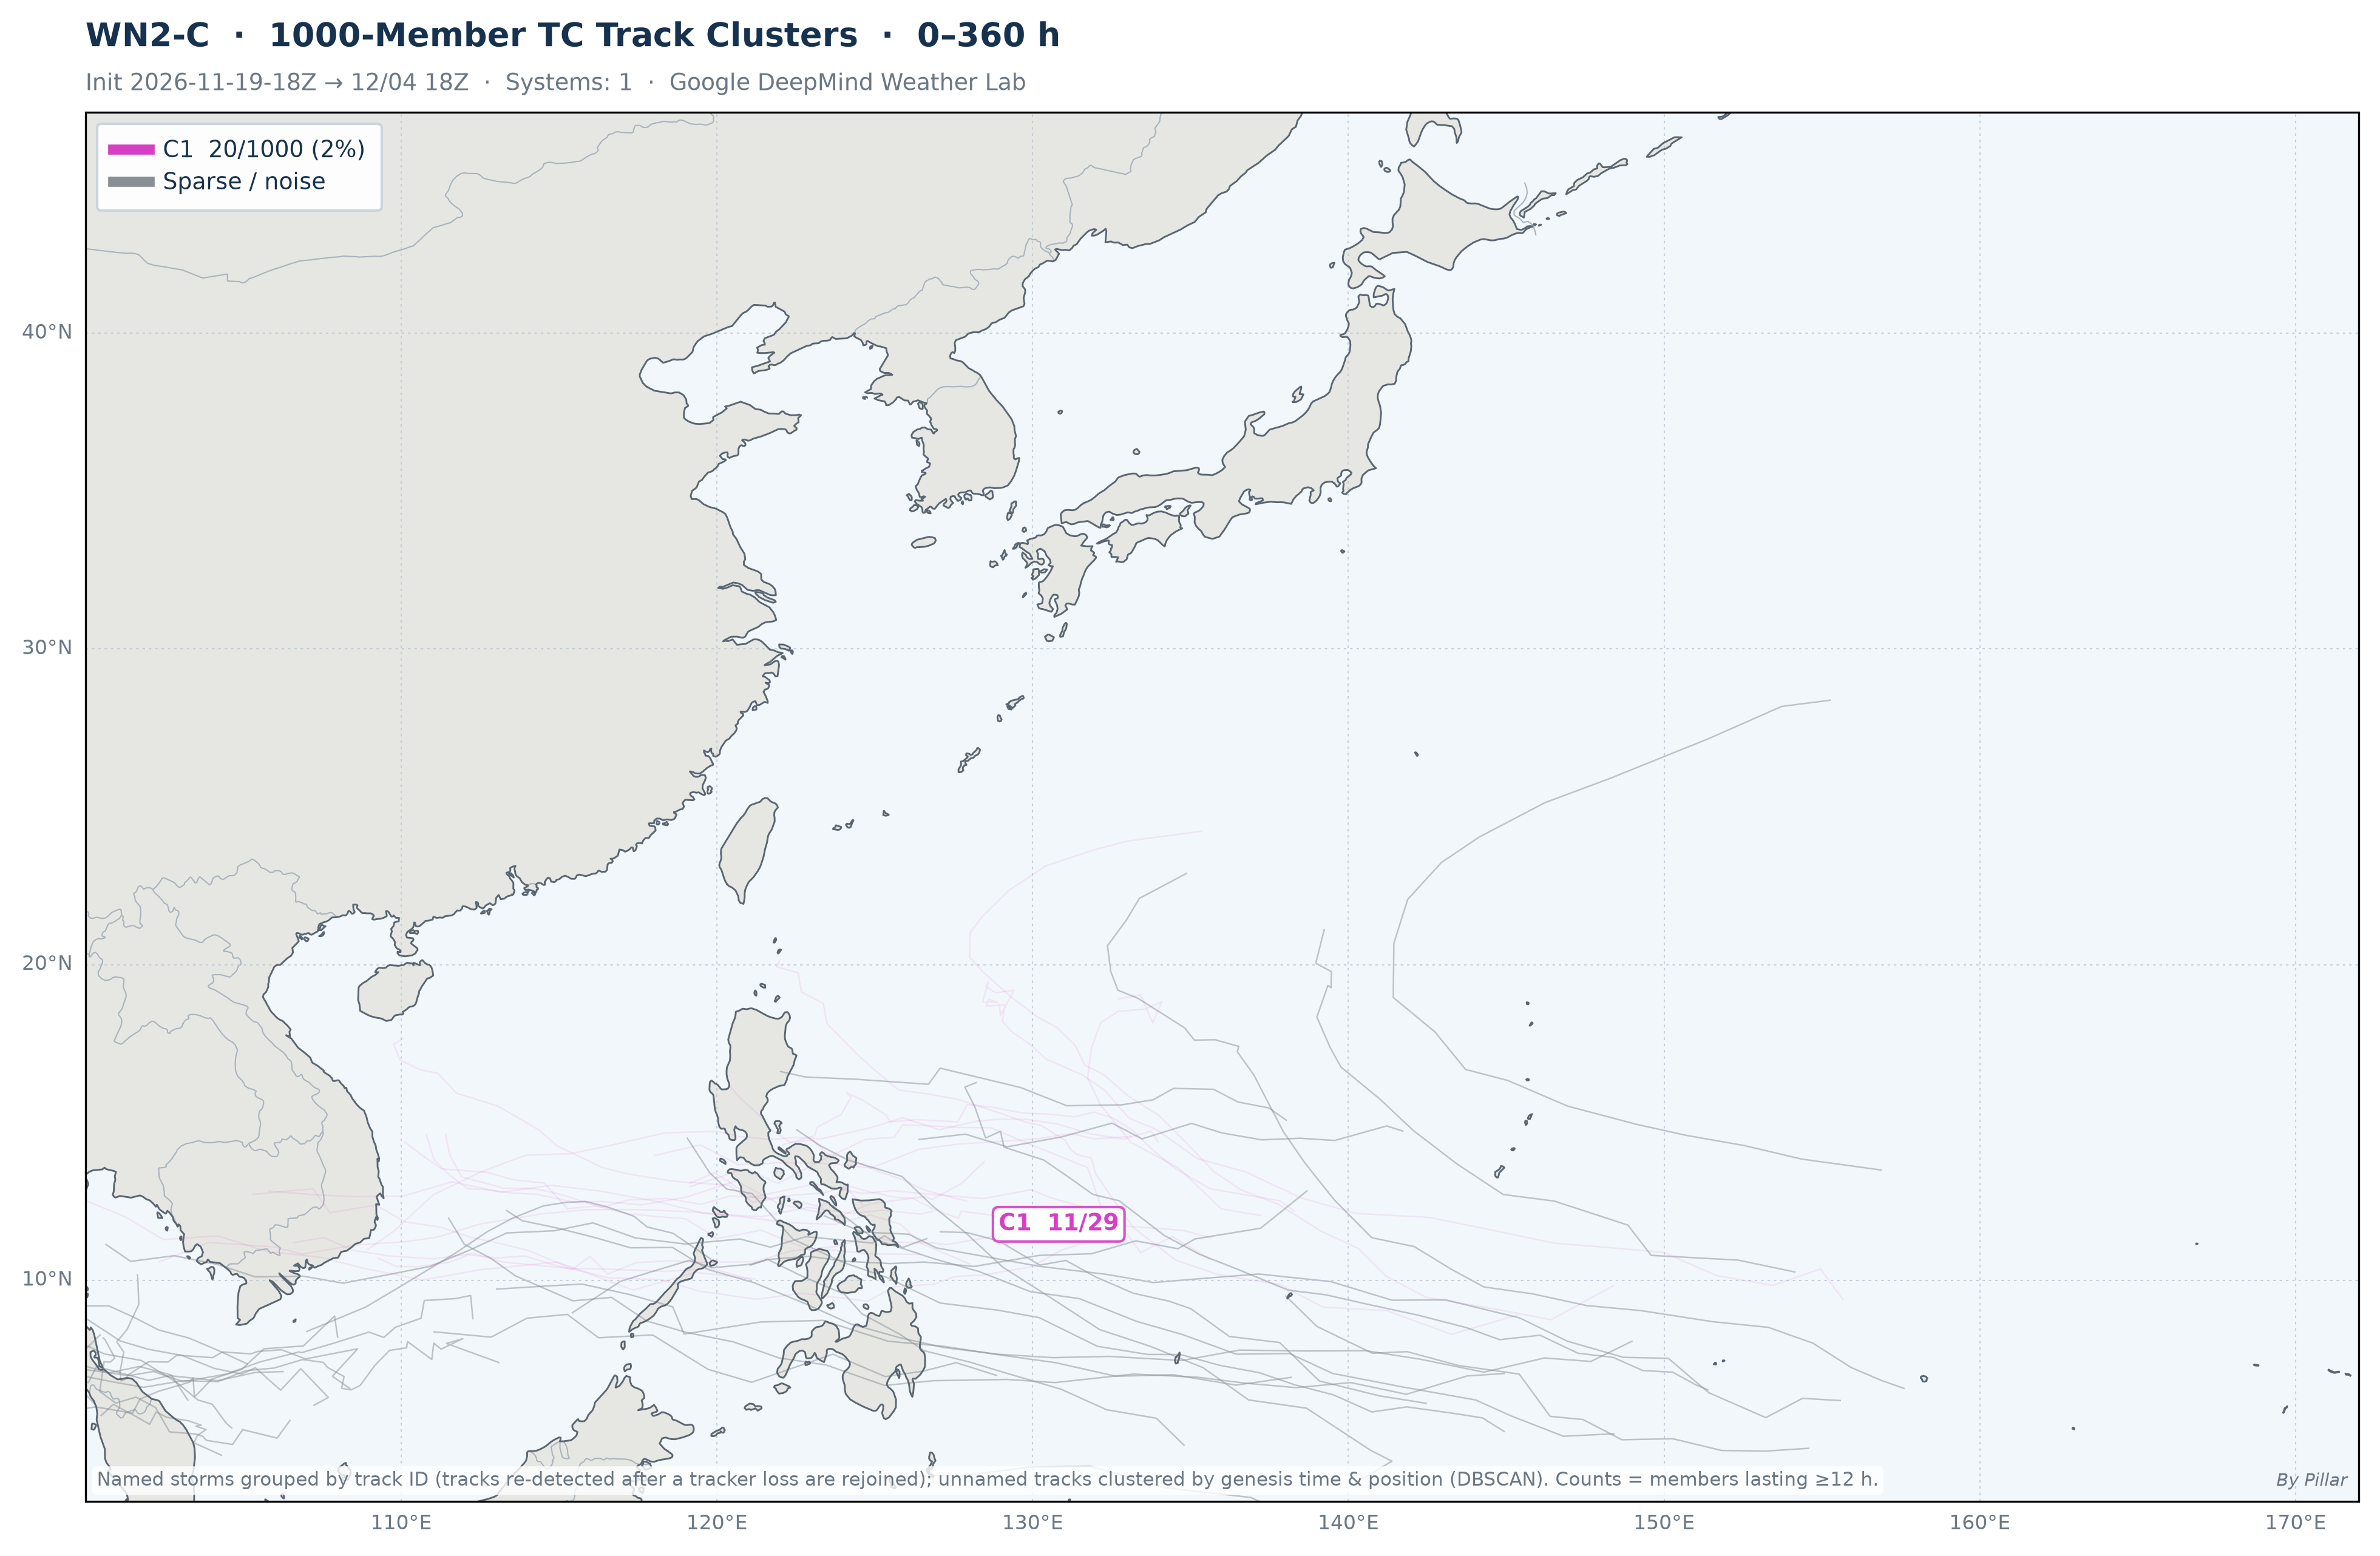 WN2-C · 1000-Member TC Track Clusters · 0–360 h
Init 2026-11-19-18Z → 12/04 18Z · Systems: 1 · Google DeepMind Weather Lab
C1 20/1000 (2%)
Sparse / noise
40°N
30°N
20°N
10°N
C1 11/29
Named storms grouped by track ID (tracks re-detected after a tracker loss are rejoined); unnamed tracks clustered by genesis time & position (DBSCAN). Counts = members lasting ≥12 h.
By Pillar
110°E
120°E
130°E
140°E
150°E
160°E
170°E